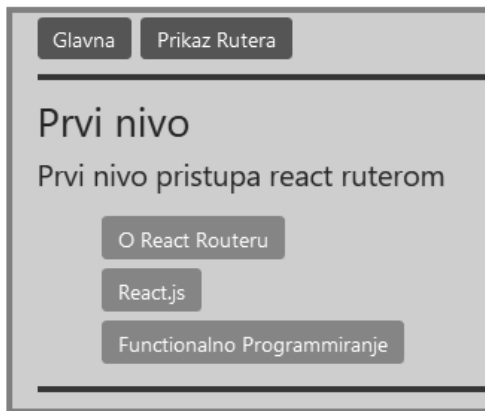 Glavna Prikaz Rutera
Prvi nivo
Prvi nivo pristupa react ruterom
O React Routeru
React.js
Functionalno Programmiranje